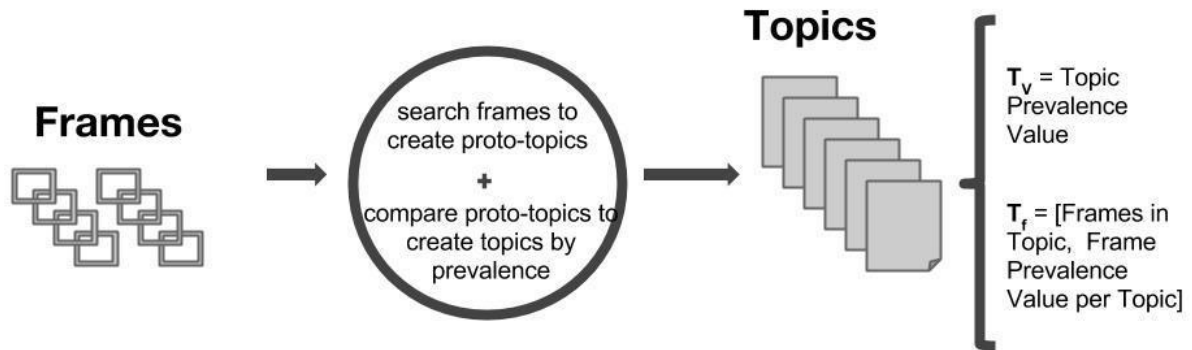 Frames
search frames to
create proto-topics
+
compare proto-topics to
create topics by
prevalence
Topics
Tv = Topic
Prevalence
Value
Tf = [Frames in
Topic, Frame
Prevalence
Value per Topic]